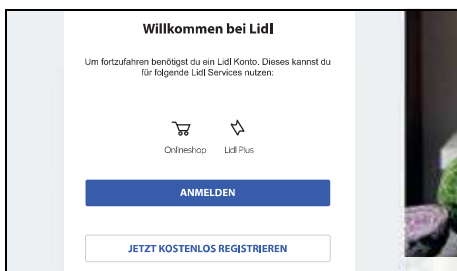 Willkommen bei Lidl
Um fortzufahren benötigst du ein Lidl Konto. Dieses kannst du
für folgende Lidl Services nutzen:
Onlineshop Lidl Plus
ANMELDEN
JETZT KOSTENLOS REGISTRIEREN